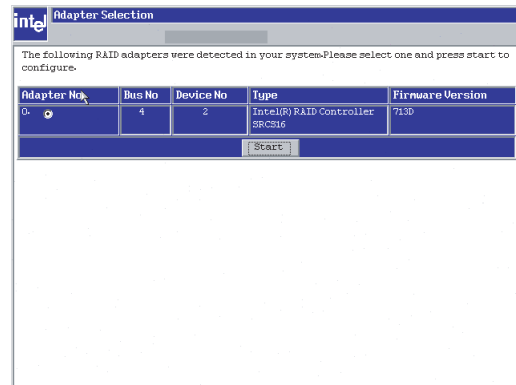 intel
Adapter Selection
The following RAID adapters were detected in your system.Please select one and press start to
configure.
Adapter No. Bus No Device No Type Firmware Version
0. 4 2 Intel(R) RAID Controller 713D
SRCS16
Start